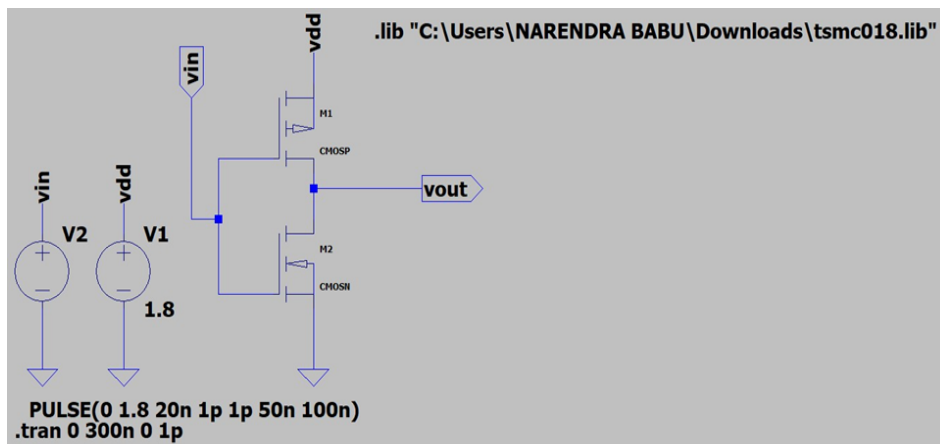 .lib "C:\Users\NARENDRA BABU\Downloads\tsmc018.lib"
vdd
vin
M1
CMOSP
vout
vin
vdd
V2
V1
M2
CMOSN
1.8
PULSE(0 1.8 20n 1p 1p 50n 100n)
.tran 0 300n 0 1p